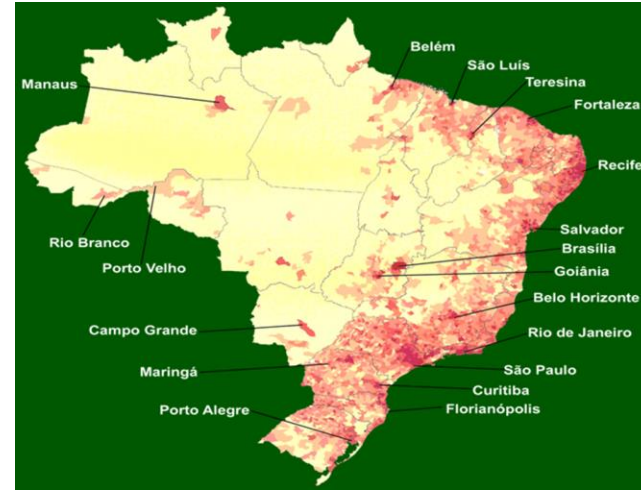 Belém
São Luís
Manaus
Teresina
Fortaleza
Recife
Salvador
Rio Branco
Brasília
Porto Velho
Goiânia
Belo Horizonte
Campo Grande
Rio de Janeiro
Maringá
São Paulo
Curitiba
Porto Alegre
Florianópolis